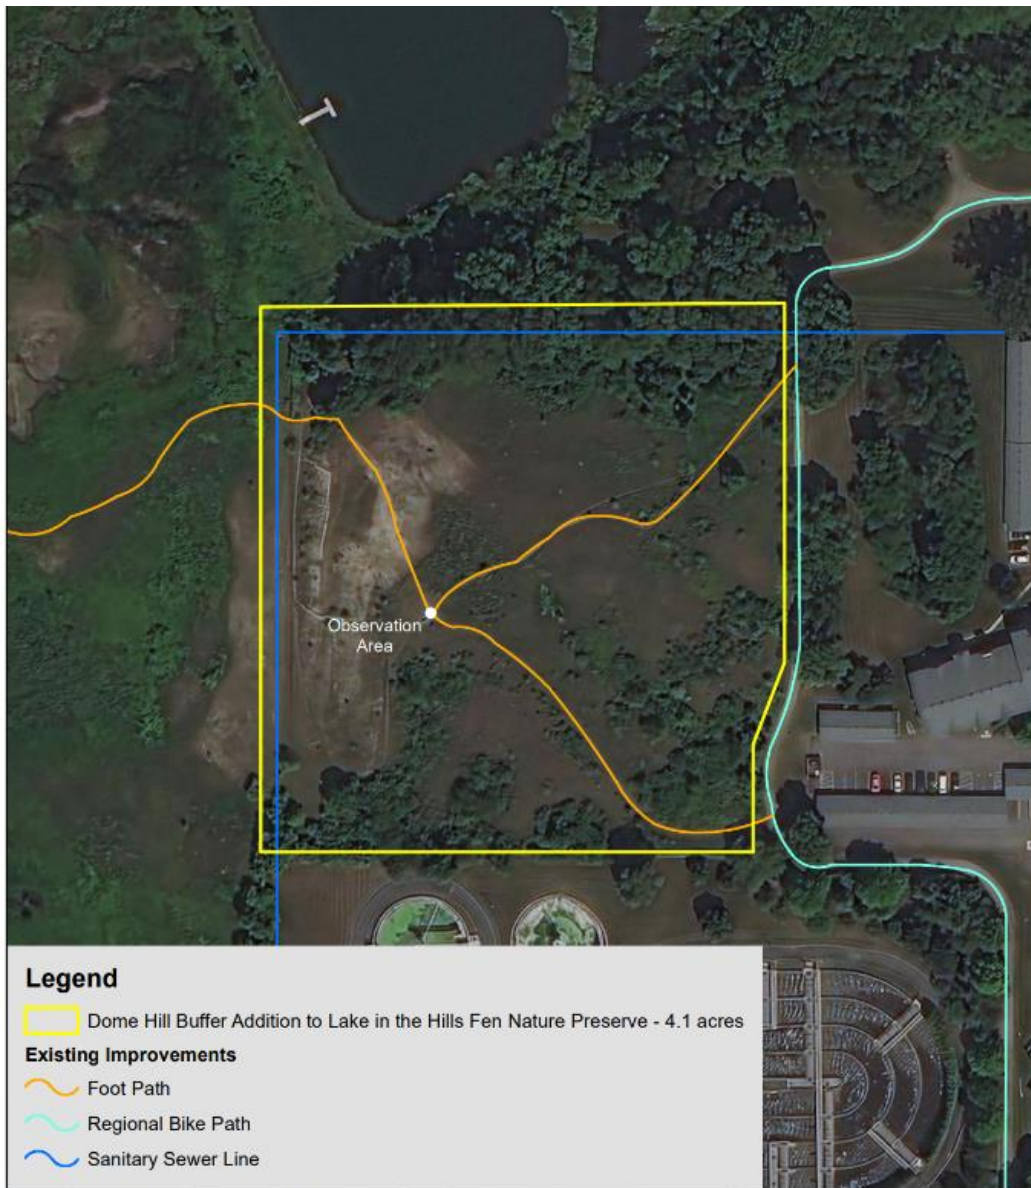 Observation
Area
Legend
Dome Hill Buffer Addition to Lake in the Hills Fen Nature Preserve - 4.1 acres
Existing Improvements
Foot Path
Regional Bike Path
Sanitary Sewer Line